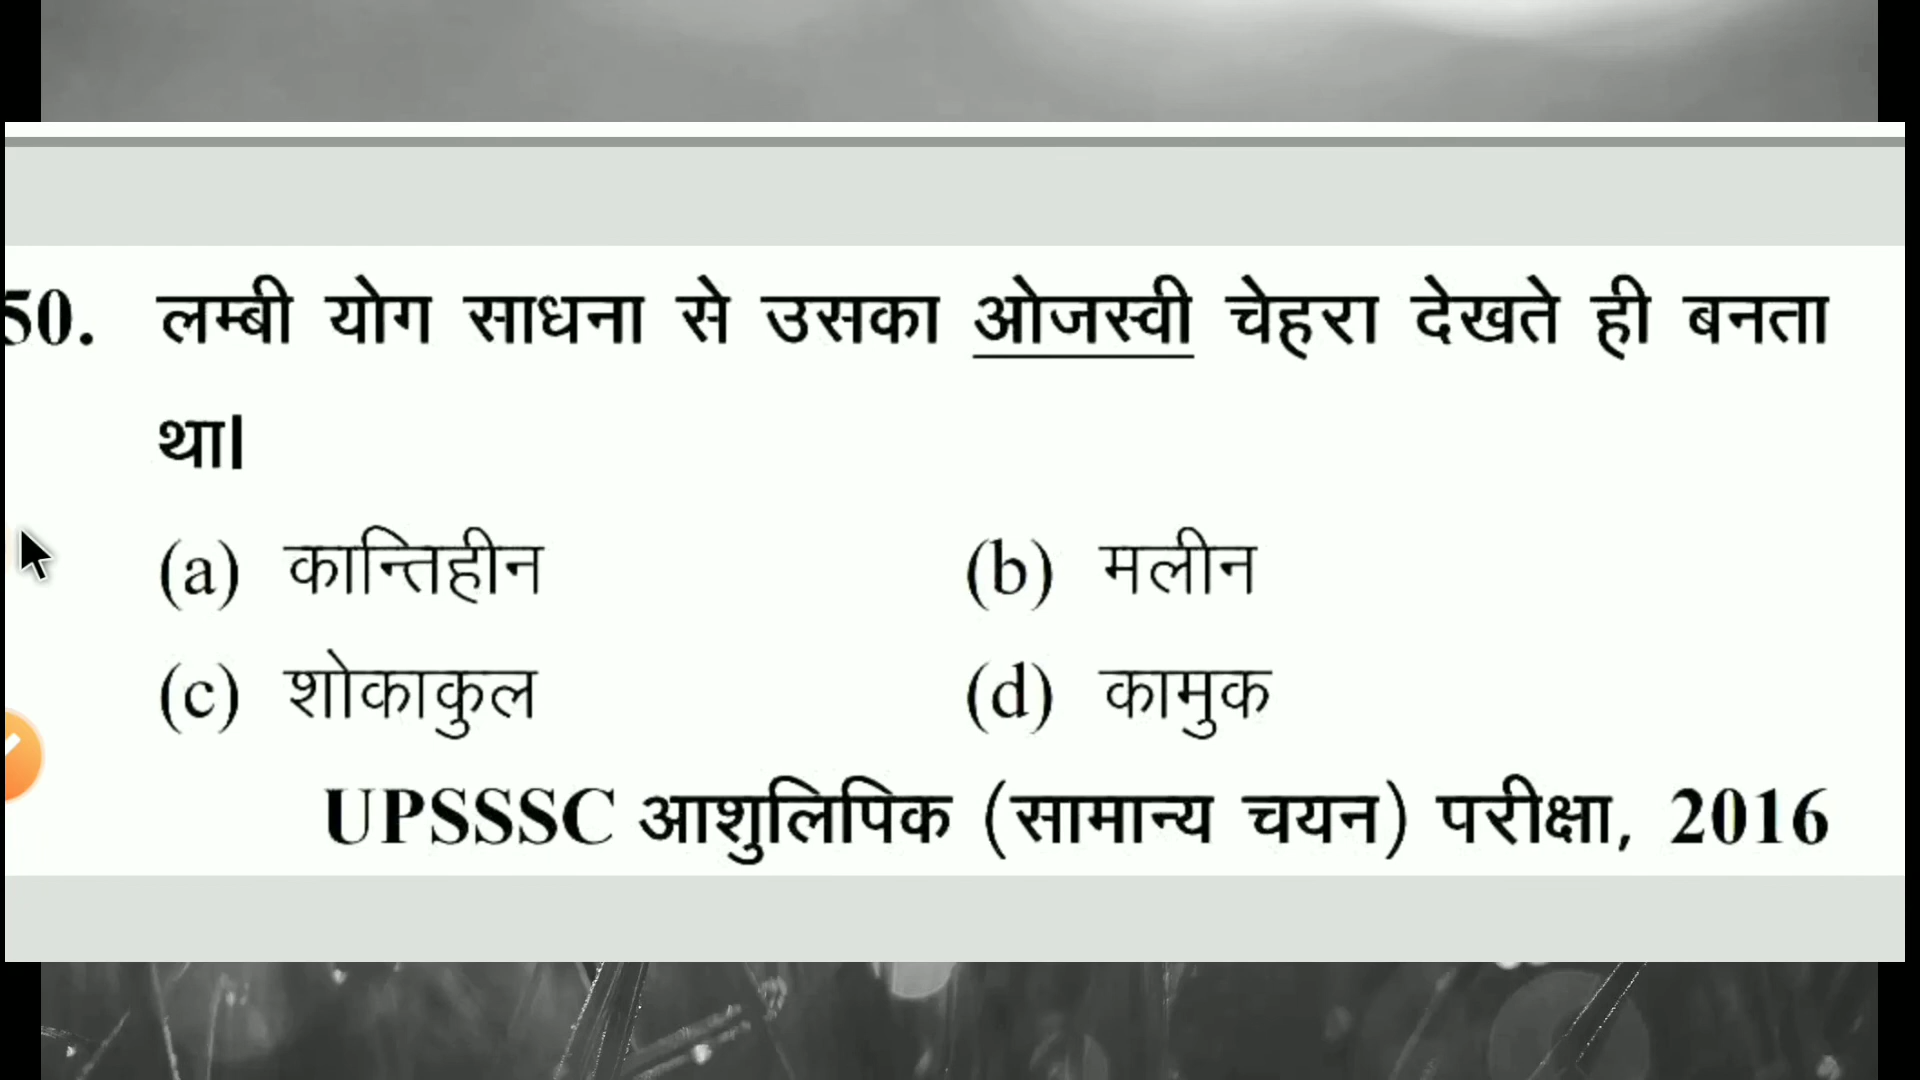 50. लम्बी योग साधना से उसका ओजस्वी चेहरा देखते ही बनता
था।
(a) कान्तिहीन (b) मलीन
(c) शोकाकुल (d) कामुक
UPSSSC आशुलिपिक (सामान्य चयन) परीक्षा, 2016